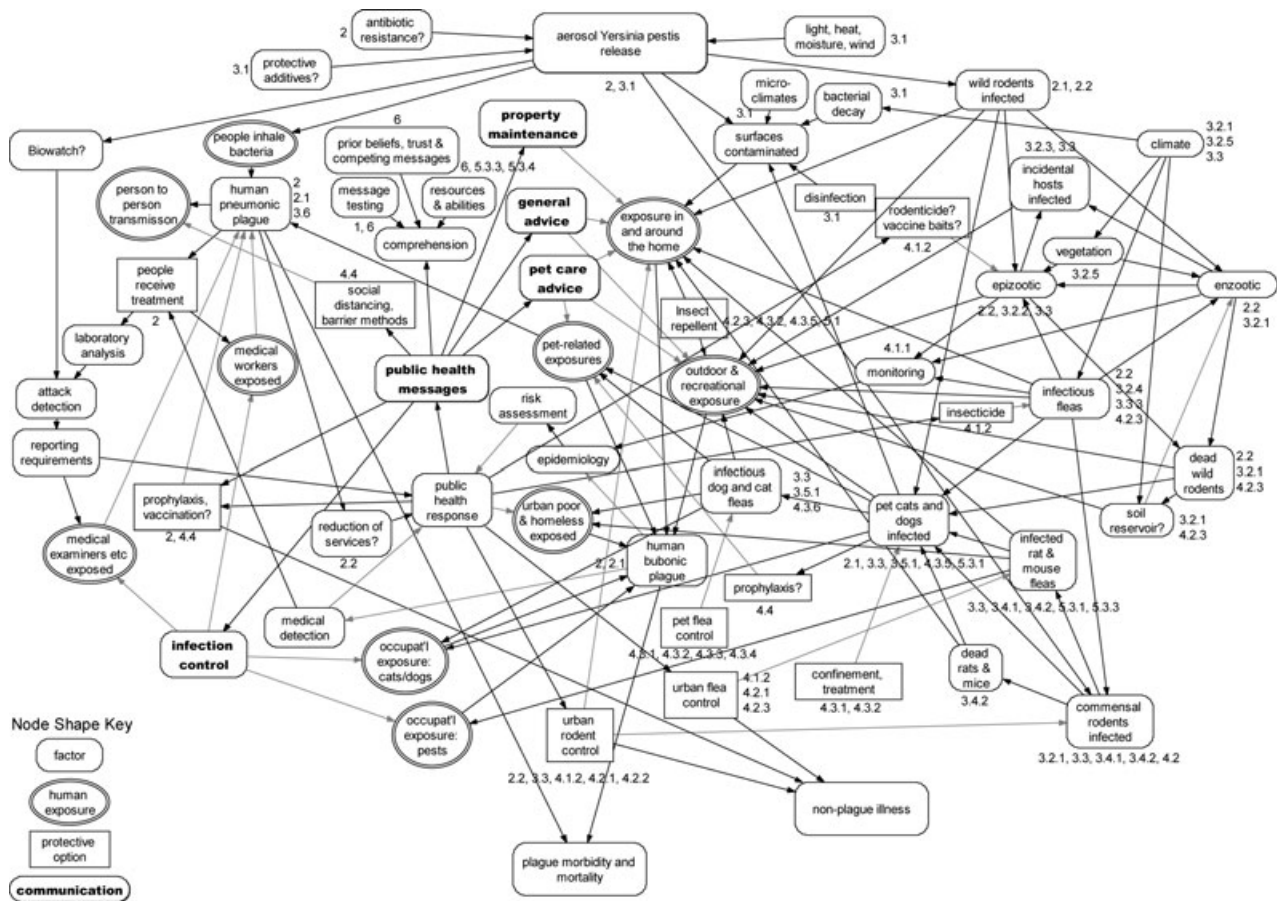 antibiotic
resistance?
2
aerosol Yersinia pestis
release
light, heat,
moisture, wind
3.1
protective
additives?
3.1
2, 3.1
micro-
climates
bacterial
decay
3.1
wild rodents
infected
2.1, 2.2
Biowatch?
people inhale
bacteria
6
prior beliefs, trust &
competing messages
property
maintenance
6, 5.3.3, 5.3.4
3.1
surfaces
contaminated
climate
3.2.1
3.2.5
3.3
3.2.3, 3.3
incidental
hosts
infected
person to
person
transmisson
human
pneumonic
plague
2
2.1
3.6
message
testing
resources
& abilities
1, 6
comprehension
general
advice
exposure in
and around
the home
disinfection
3.1
rodenticide?
vaccine baits?
4.1.2
vegetation
3.2.5
people
receive
treatment
2
4.4
social
distancing,
barrier methods
pet care
advice
epizootic
2.2, 3.2.2, 3.3
enzootic
2.2
3.2.1
Insect
repellent
4.2.3, 4.3.2, 4.3.5, 5.1
laboratory
analysis
medical
workers
exposed
public health
messages
pet-related
exposures
outdoor &
recreational
exposure
4.1.1
monitoring
infectious
fleas
2.2
3.2.4
3.3.3
4.2.3
attack
detection
risk
assessment
insecticide
4.1.2
reporting
requirements
epidemiology
infectious
dog and cat
fleas
3.3
3.5.1
4.3.6
dead
wild
rodents
2.2
3.2.1
4.2.3
prophylaxis,
vaccination?
2, 4.4
public
health
response
urban poor
& homeless
exposed
pet cats and
dogs
infected
2.1, 3.3, 3.5.1, 4.3.5, 5.3.1
soil
reservoir?
3.2.1
4.2.3
medical
examiners etc
exposed
reduction of
services?
2.2
2, 2.1
human
bubonic
plague
prophylaxis?
4.4
infected
rat &
mouse
fleas
3.3, 3.4.1, 3.4.2, 5.3.1, 5.3.3
medical
detection
pet flea
control
4.3.1, 4.3.2, 4.3.3, 4.3.4
infection
control
occupat'l
exposure:
cats/dogs
urban flea
control
4.1.2
4.2.1
4.2.3
confinement,
treatment
4.3.1, 4.3.2
dead
rats &
mice
3.4.2
commensal
rodents
infected
3.2.1, 3.3, 3.4.1, 3.4.2, 4.2
occupat'l
exposure:
pests
urban
rodent
control
2.2, 3.3, 4.1.2, 4.2.1, 4.2.2
non-plague illness
plague morbidity and
mortality
Node Shape Key
factor
human
exposure
protective
option
communication